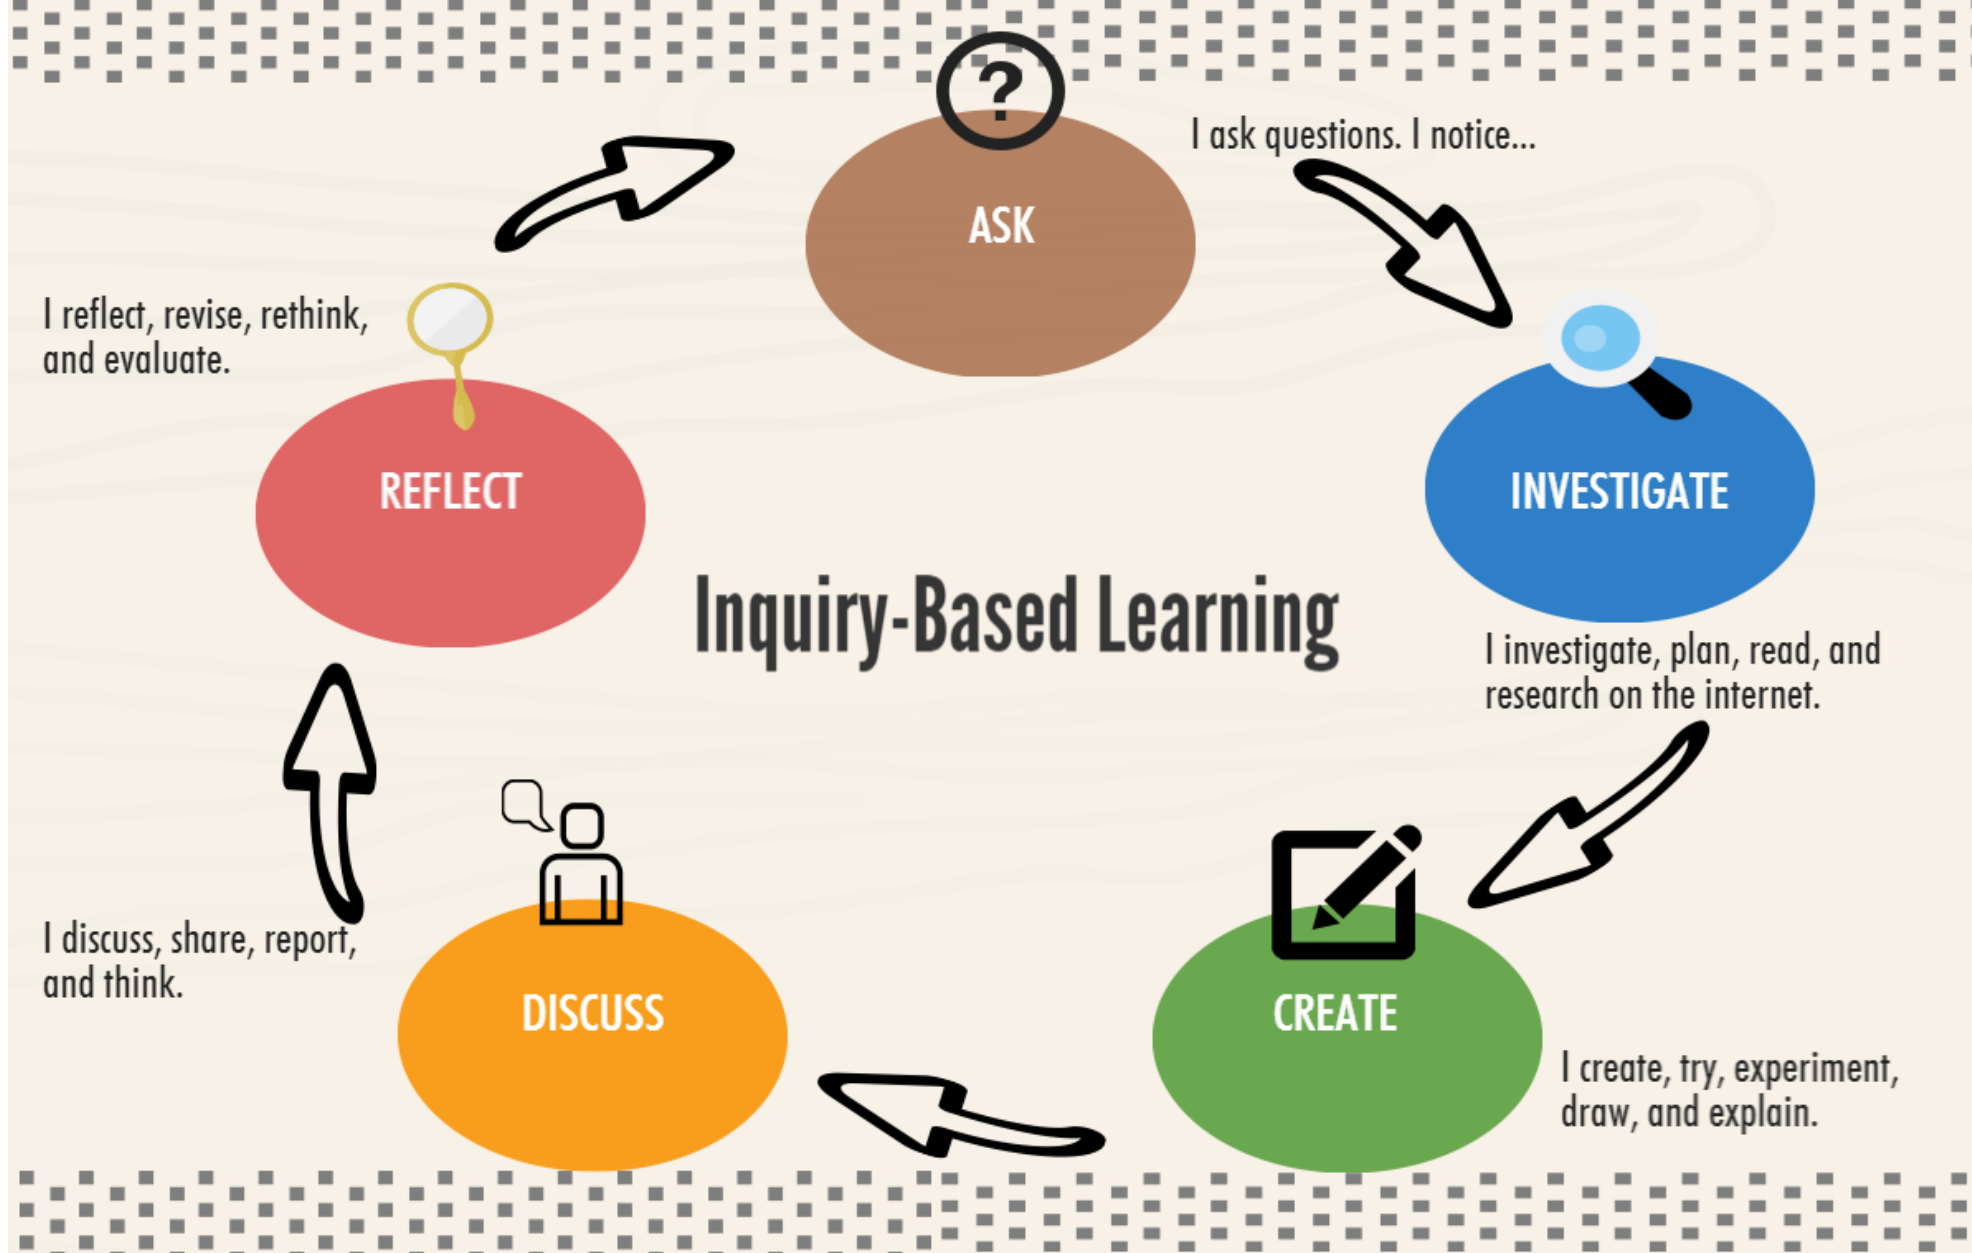 ?
ASK
I ask questions. I notice...
INVESTIGATE
I investigate, plan, read, and
research on the internet.
CREATE
I create, try, experiment,
draw, and explain.
DISCUSS
I discuss, share, report,
and think.
REFLECT
I reflect, revise, rethink,
and evaluate.
Inquiry-Based Learning